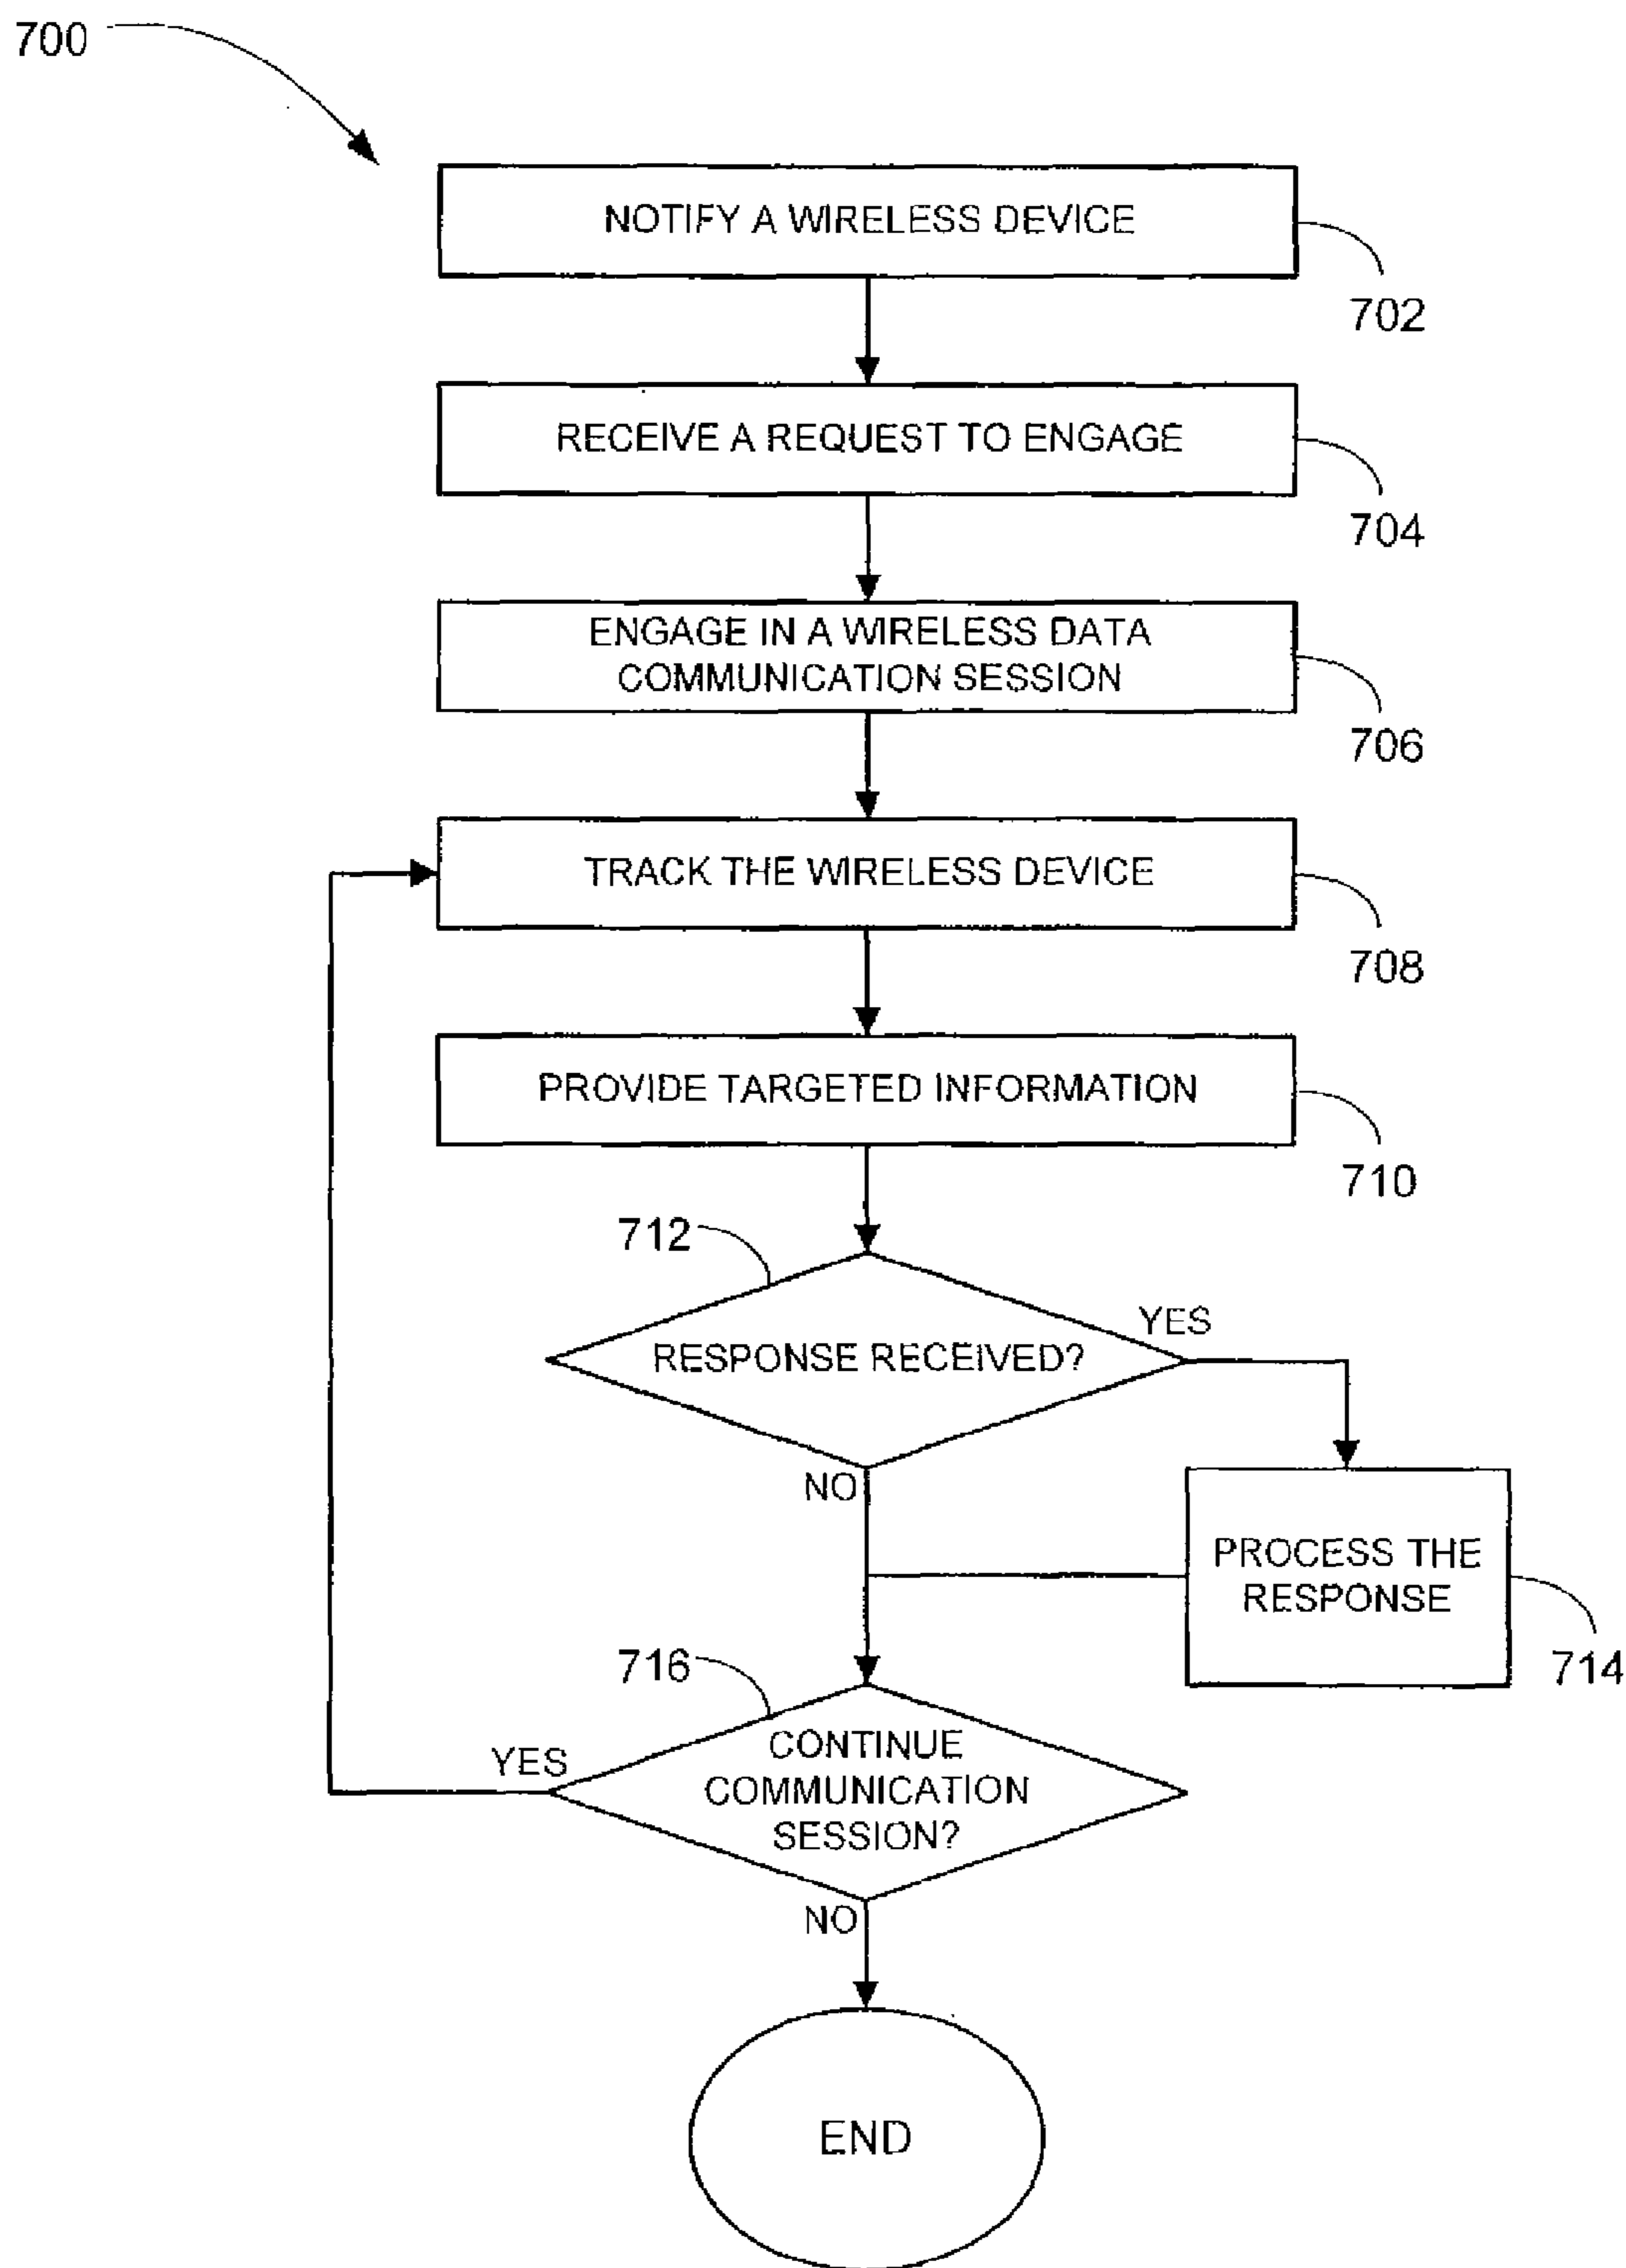 700
NOTIFY A WIRELESS DEVICE
702
RECEIVE A REQUEST TO ENGAGE
704
ENGAGE IN A WIRELESS DATA
COMMUNICATION SESSION
706
TRACK THE WIRELESS DEVICE
708
PROVIDE TARGETED INFORMATION
710
712
YES
RESPONSE RECEIVED?
NO
PROCESS THE
RESPONSE
714
716
YES
CONTINUE
COMMUNICATION
SESSION?
NO
END